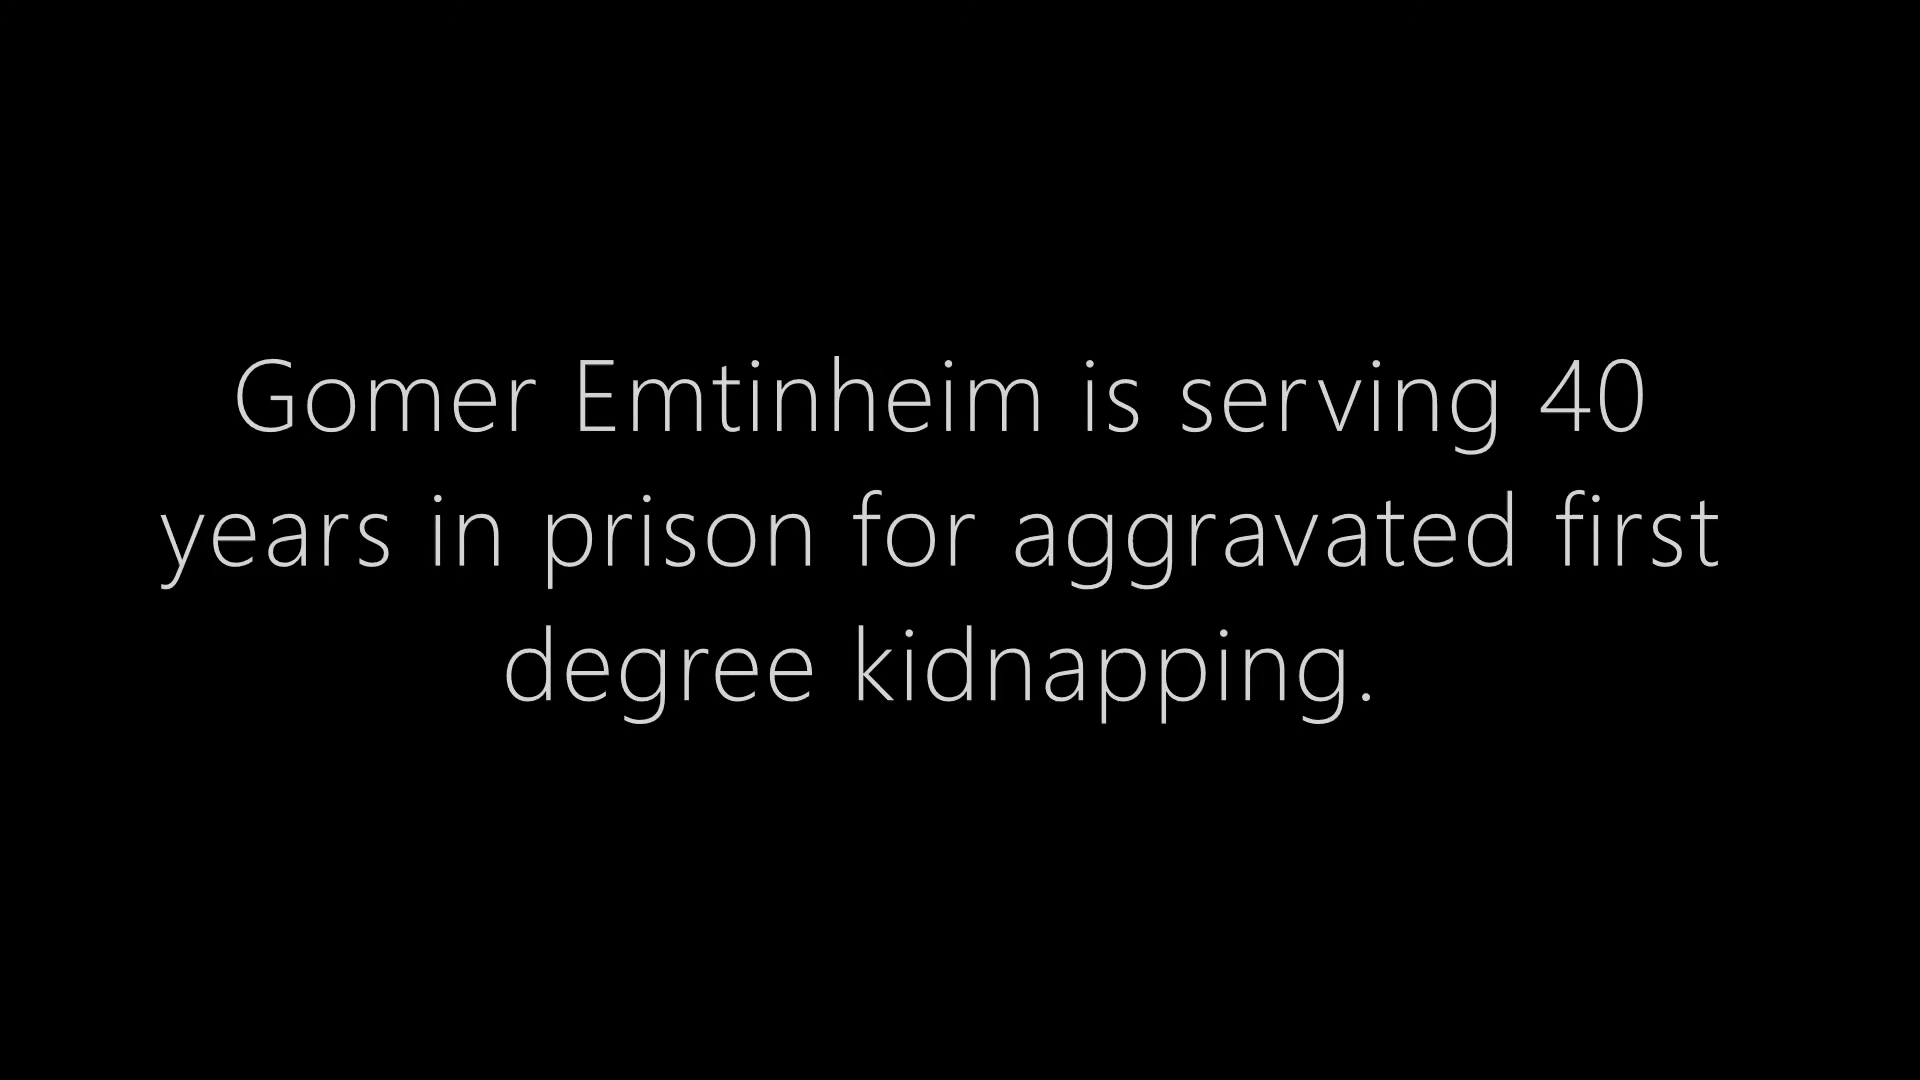 Gomer Emtinheim is serving 40
years in prison for aggravated first
degree kidnapping.